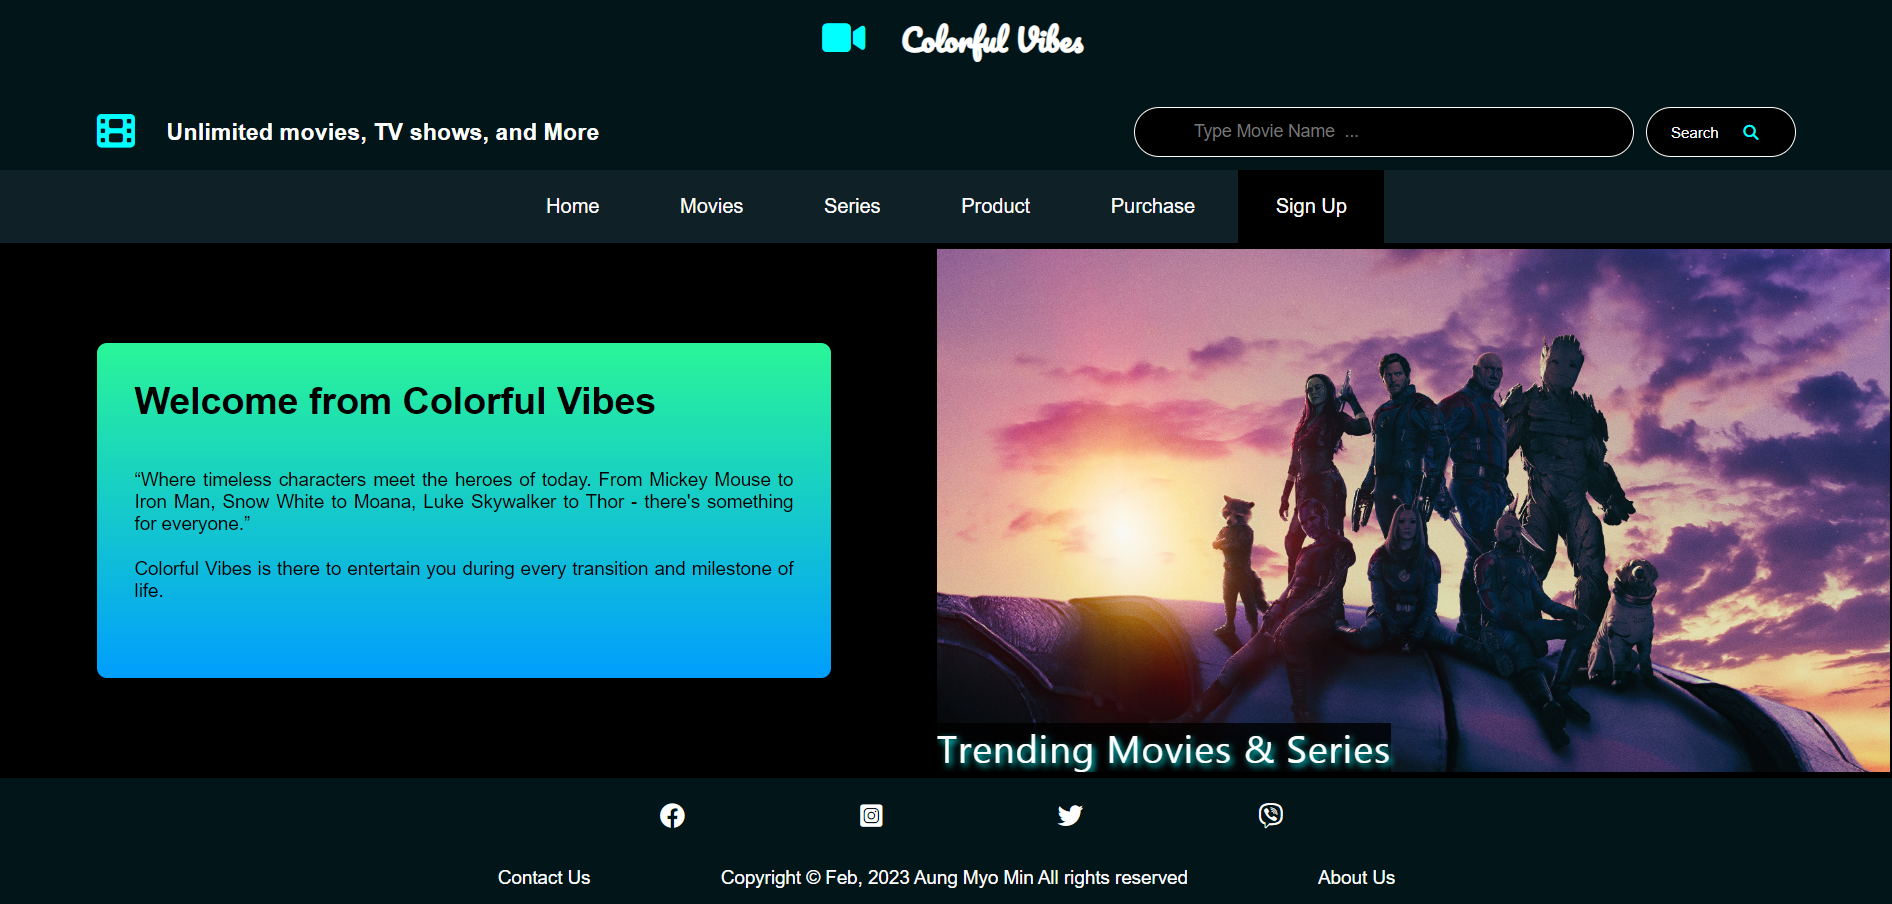 Colorful Vibes
Unlimited movies, TV shows, and More
Type Movie Name ...
Search
Home
Movies
Series
Product
Purchase
Sign Up
Welcome from Colorful Vibes
“Where timeless characters meet the heroes of today. From Mickey Mouse to
Iron Man, Snow White to Moana, Luke Skywalker to Thor - there's something
for everyone.”
Colorful Vibes is there to entertain you during every transition and milestone of
life.
Trending Movies & Series
Contact Us
Copyright © Feb, 2023 Aung Myo Min All rights reserved
About Us